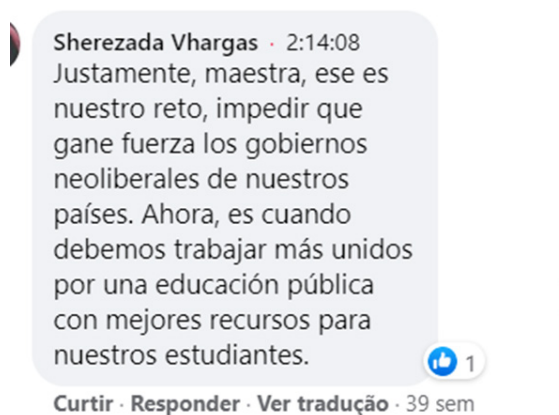 Sherezada Vhargas · 2:14:08
Justamente, maestra, ese es
nuestro reto, impedir que
gane fuerza los gobiernos
neoliberales de nuestros
países. Ahora, es cuando
debemos trabajar más unidos
por una educación pública
con mejores recursos para
nuestros estudiantes.
1
Curtir · Responder · Ver tradução · 39 sem